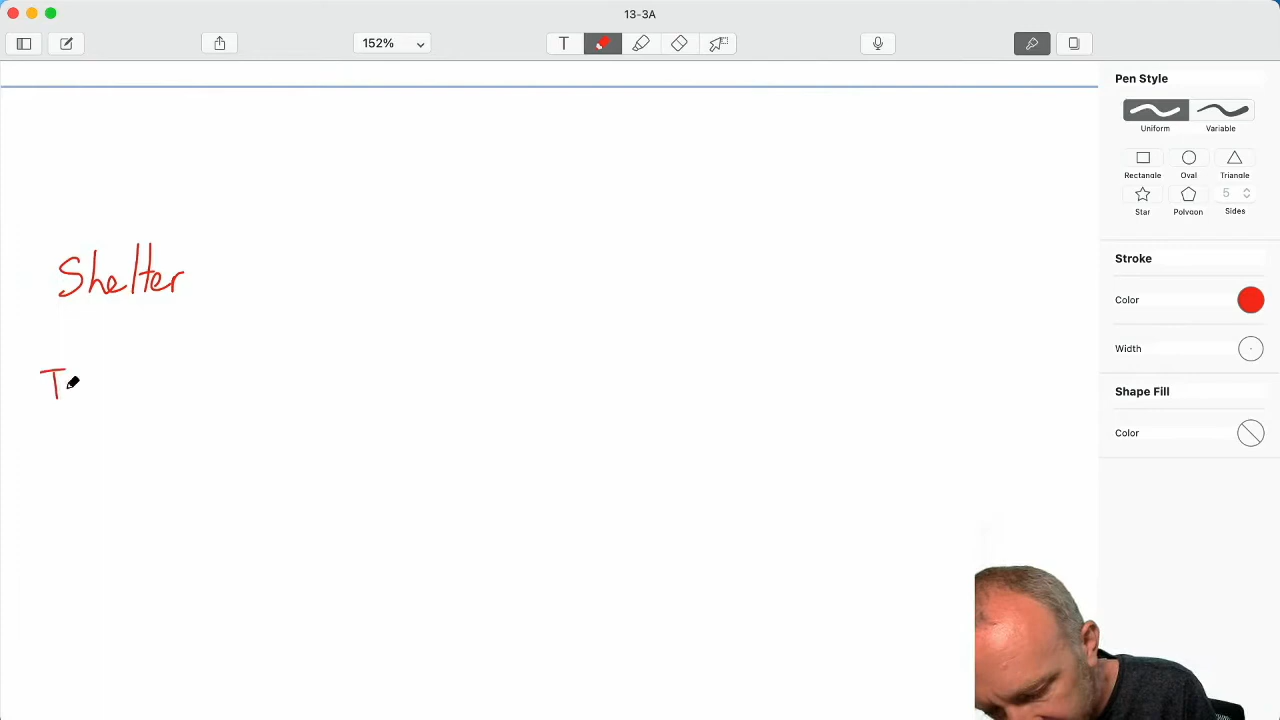 13-3A
152%
T
Pen Style
Uniform
Variable
Rectangle
Oval
Triangle
Star
Polygon
5
Sides
Stroke
Color
Width
Shape Fill
Color
Shelter
T